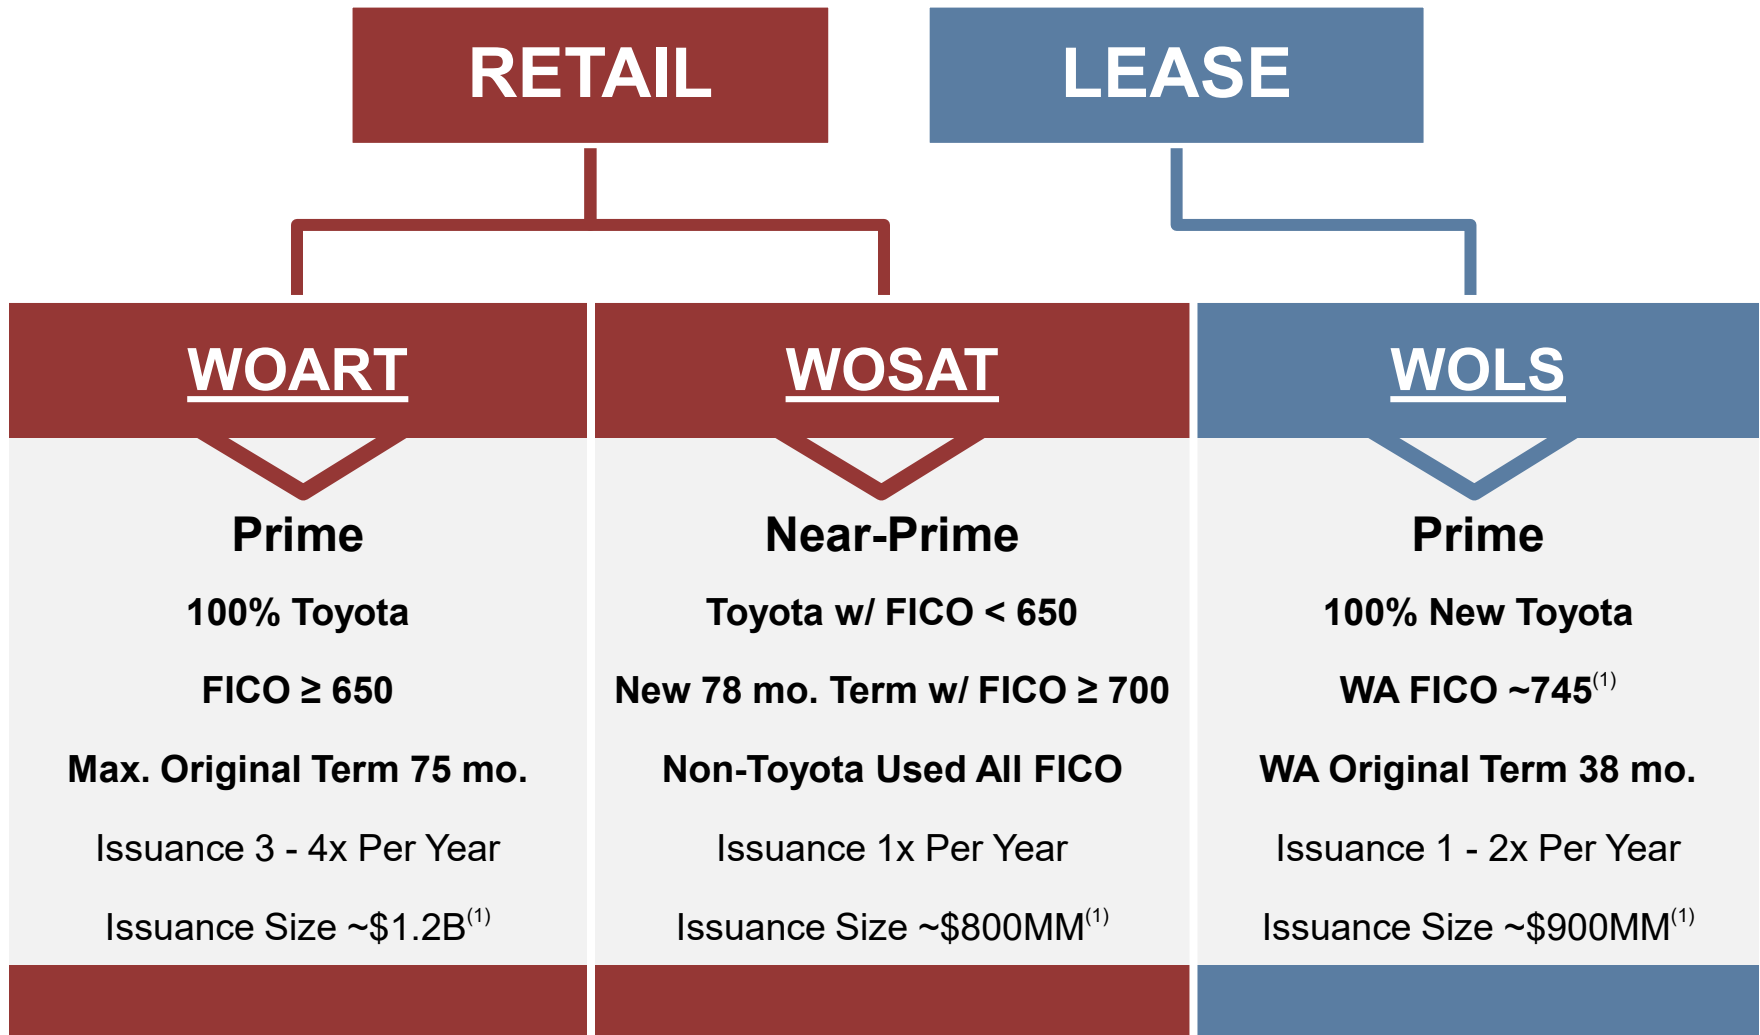 RETAIL
LEASE
WOART
Prime
100% Toyota
FICO ≥ 650
Max. Original Term 75 mo.
Issuance 3 - 4x Per Year
Issuance Size ~$1.2B(1)
WOSAT
Near-Prime
Toyota w/ FICO < 650
New 78 mo. Term w/ FICO ≥ 700
Non-Toyota Used All FICO
Issuance 1x Per Year
Issuance Size ~$800MM(1)
WOLS
Prime
100% New Toyota
WA FICO ~745(1)
WA Original Term 38 mo.
Issuance 1 - 2x Per Year
Issuance Size ~$900MM(1)